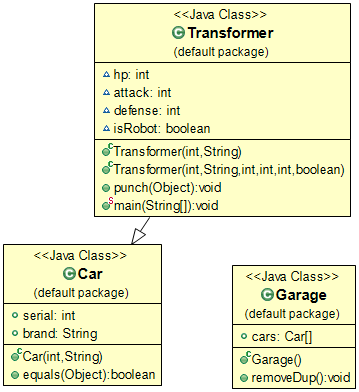 <<Java Class>>
Transformer
(default package)
hp: int
attack: int
defense: int
isRobot: boolean
Transformer(int,String)
Transformer(int,String,int,int,int,boolean)
punch(Object):void
main(String[]):void
<<Java Class>>
Car
(default package)
serial: int
brand: String
Car(int,String)
equals(Object):boolean
<<Java Class>>
Garage
(default package)
cars: Car[]
Garage()
removeDup():void